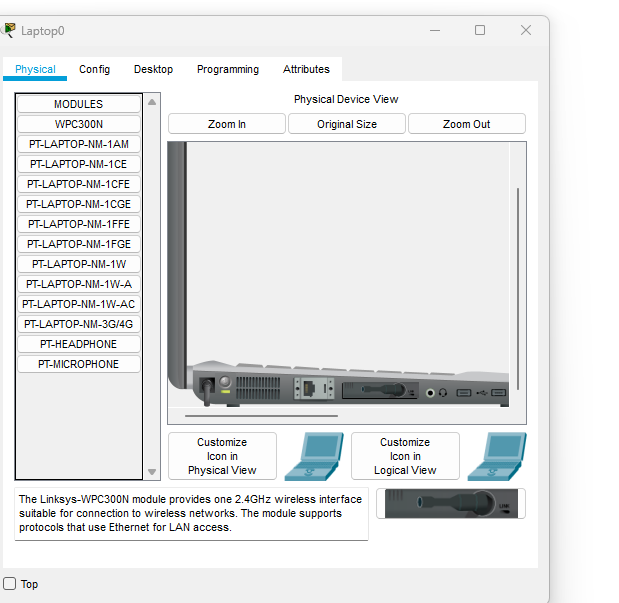 Laptop0
Physical
Config
Desktop
Programming
Attributes
MODULES
WPC300N
PT-LAPTOP-NM-1AM
PT-LAPTOP-NM-1CE
PT-LAPTOP-NM-1CFE
PT-LAPTOP-NM-1CGE
PT-LAPTOP-NM-1FFE
PT-LAPTOP-NM-1FGE
PT-LAPTOP-NM-1W
PT-LAPTOP-NM-1W-A
PT-LAPTOP-NM-1W-AC
PT-LAPTOP-NM-3G/4G
PT-HEADPHONE
PT-MICROPHONE
Physical Device View
Zoom In
Original Size
Zoom Out
Customize
Icon in
Physical View
Customize
Icon in
Logical View
The Linksys-WPC300N module provides one 2.4GHz wireless interface
suitable for connection to wireless networks. The module supports
protocols that use Ethernet for LAN access.
LINK
Top